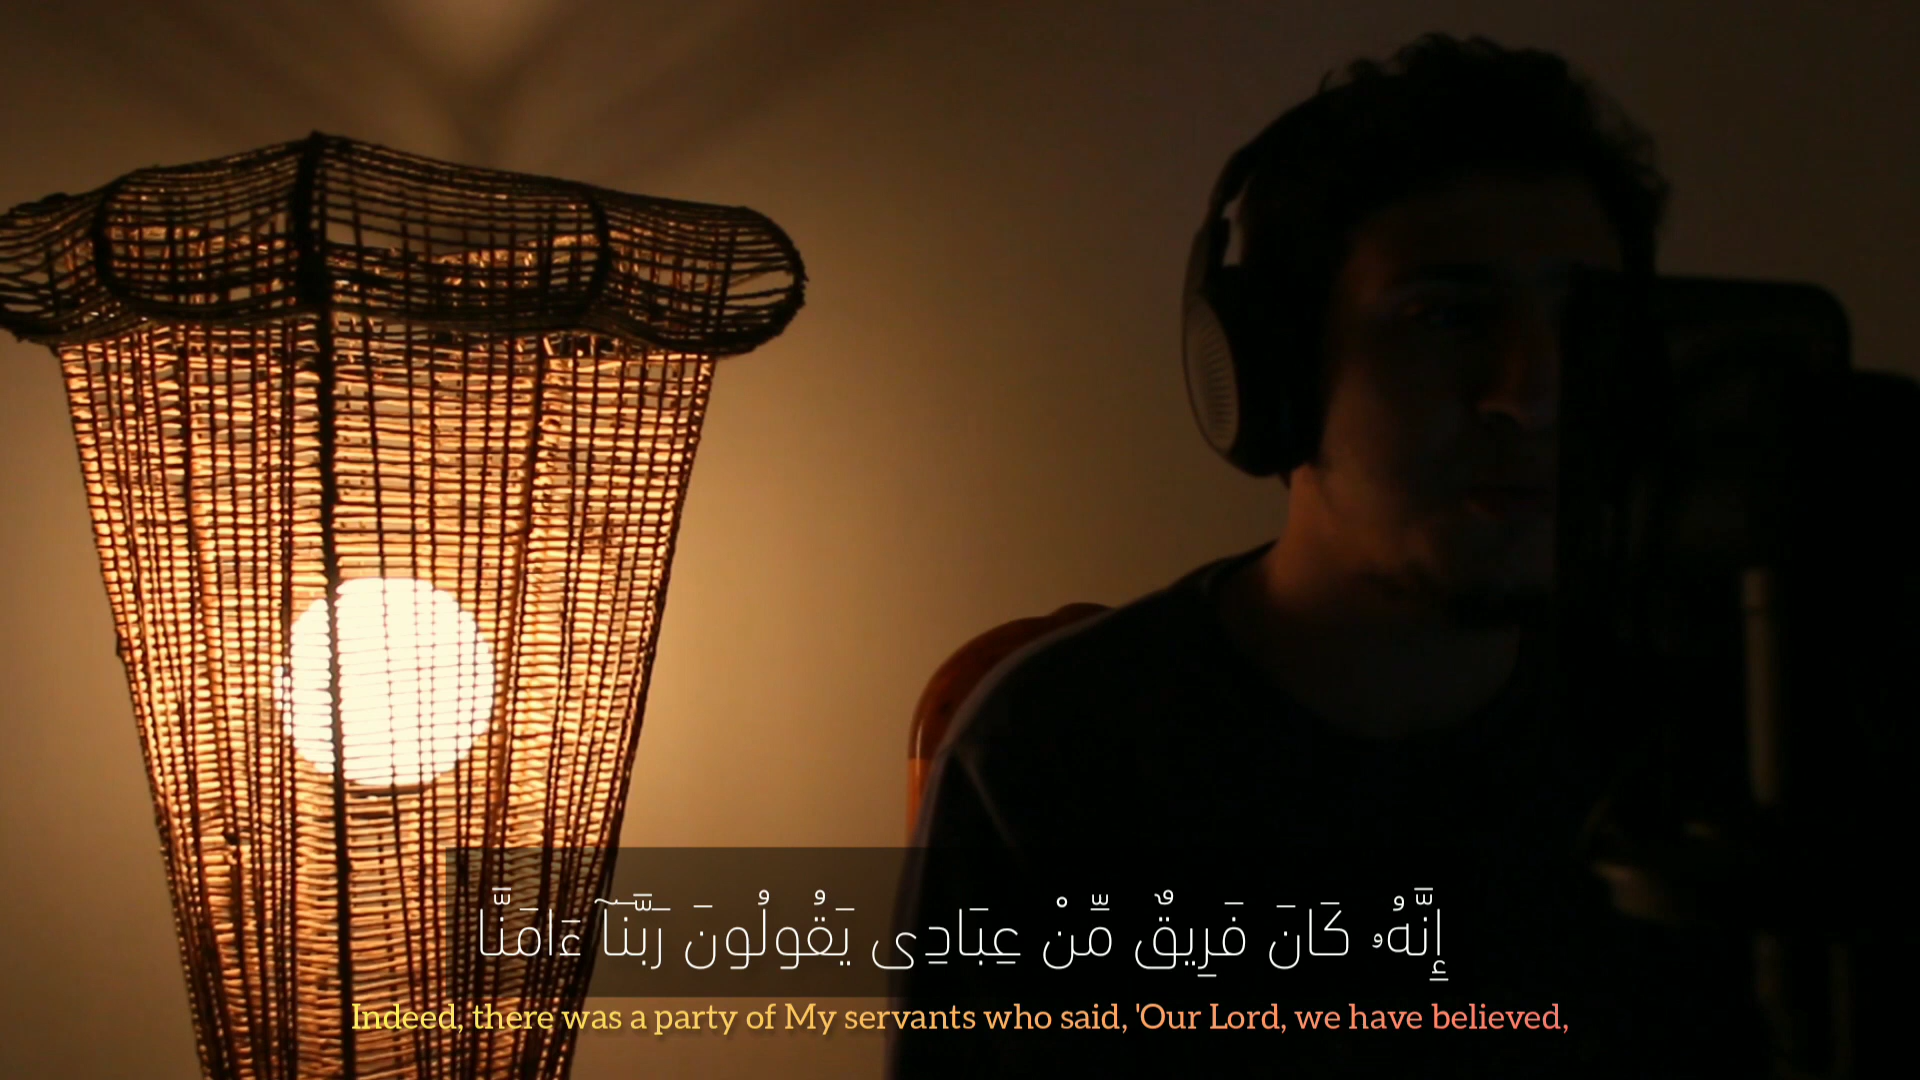 إِنَّهُۥ كَانَ فَرِيقٌ مِّنْ عِبَادِى يَقُولُونَ رَبَّنَآ ءَامَنَّا
Indeed, there was a party of My servants who said, 'Our Lord, we have believed,